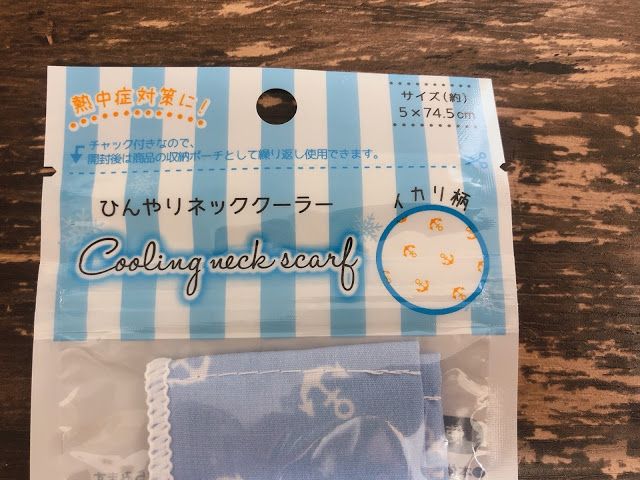 熱中症対策に!
サイズ(約)
5×74.5cm
チャック付きなので、
開封後は商品の収納ポーチとして繰り返し使用できます。
ひんやりネッククーラー
イカリ柄
Cooling neck scarf